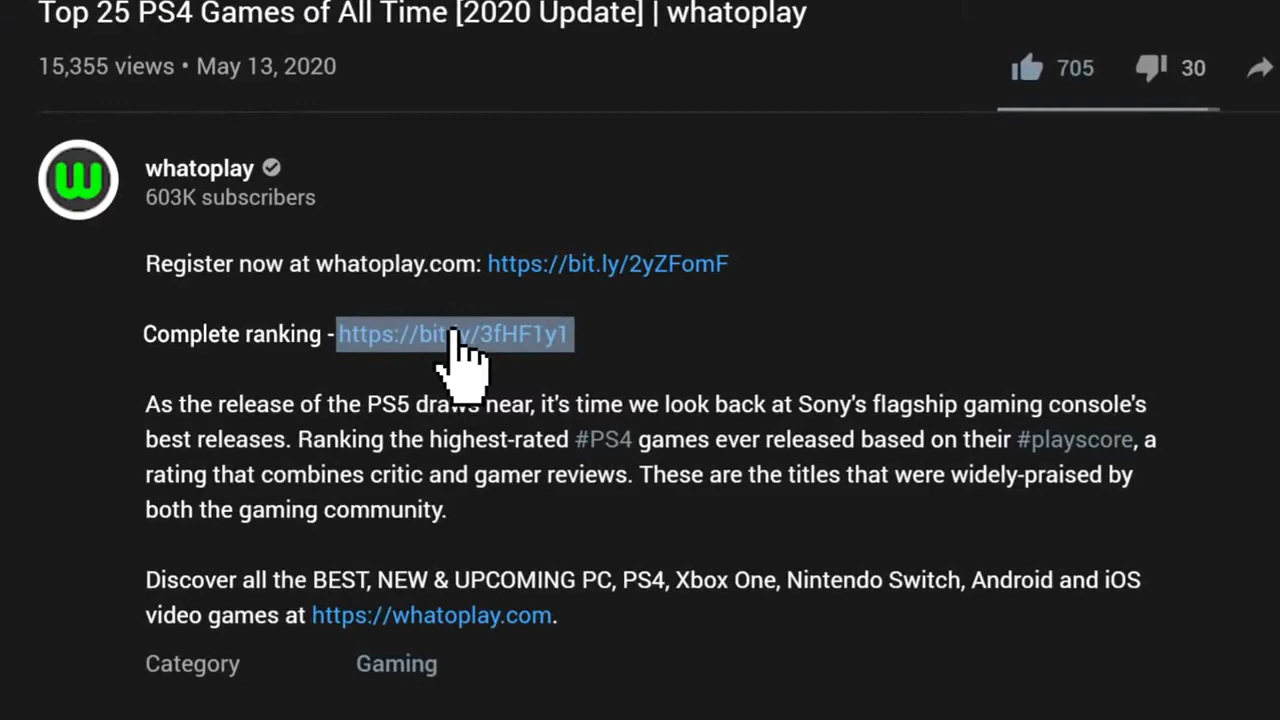 Top 25 PS4 Games of All Time [2020 Update] | whatoplay
15,355 views • May 13, 2020
705
30
W
whatoplay
603K subscribers
Register now at whatoplay.com: https://bit.ly/2yZFomF
Complete ranking - https://bit.ly/3fHF1y1
As the release of the PS5 draws near, it's time we look back at Sony's flagship gaming console's
best releases. Ranking the highest-rated #PS4 games ever released based on their #playscore, a
rating that combines critic and gamer reviews. These are the titles that were widely-praised by
both the gaming community.
Discover all the BEST, NEW & UPCOMING PC, PS4, Xbox One, Nintendo Switch, Android and iOS
video games at https://whatoplay.com.
Category Gaming